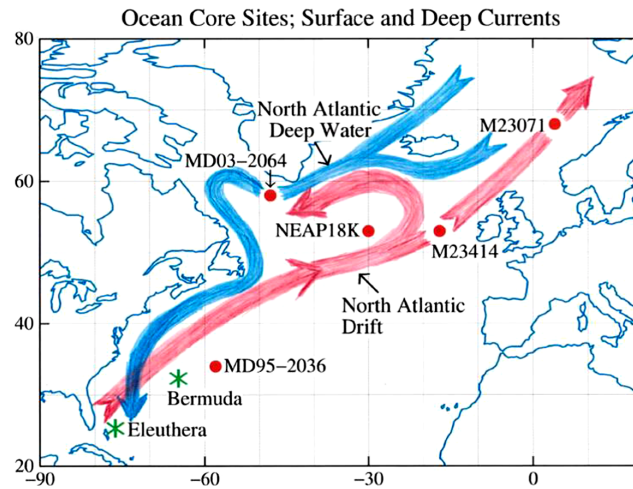 Ocean Core Sites; Surface and Deep Currents
80
North Atlantic
Deep Water
M23071
MD03−2064
60
NEAP18K
M23414
North Atlantic
Drift
40
MD95−2036
Bermuda
Eleuthera
20
−90
−60
−30
0